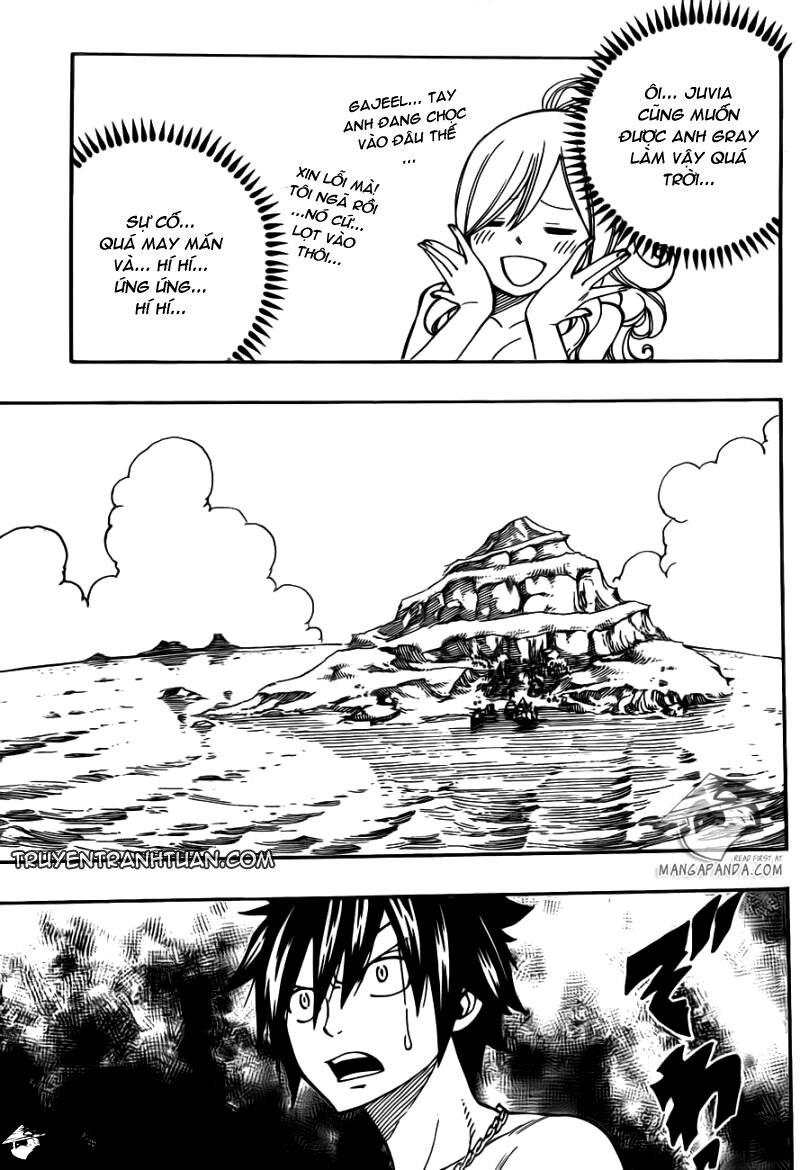 ÔI... JUVIA
CŨNG MUỐN
ĐƯỢC ANH GRAY
LÀM VẬY QUÁ
TRỜI...
GAJEEL... TAY
ANH ĐANG CHỌC
VÀO ĐÂU THẾ
...
XIN LỖI MÀ!
TÔI NGÃ RỒI
...NÓ CỨ...
LỌT VÀO
THÔI...
SỰ CỐ...
QUÁ MAY MẮN
VÀ... HÍ HÍ...
ỨNG ỨNG...
HÍ HÍ...
TRUYENTRANHTUAN.COM
READ FIRST AT
MANGAPANDA.COM